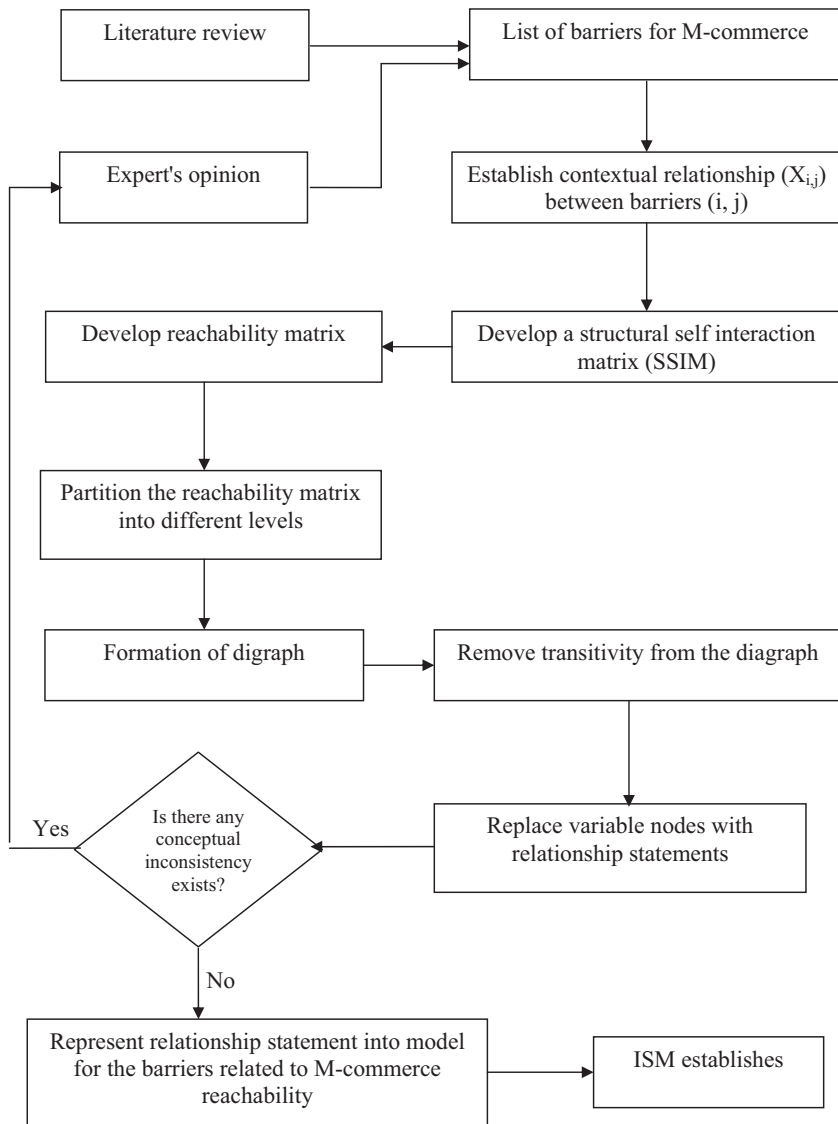 Literature review
List of barriers for M-commerce
Expert's opinion
Establish contextual relationship (Xi,j)
between barriers (i, j)
Develop reachability matrix
Develop a structural self interaction
matrix (SSIM)
Partition the reachability matrix
into different levels
Formation of digraph
Remove transitivity from the diagraph
Yes
Is there any
conceptual
inconsistency
exists?
Replace variable nodes with
relationship statements
No
Represent relationship statement into model
for the barriers related to M-commerce
reachability
ISM establishes